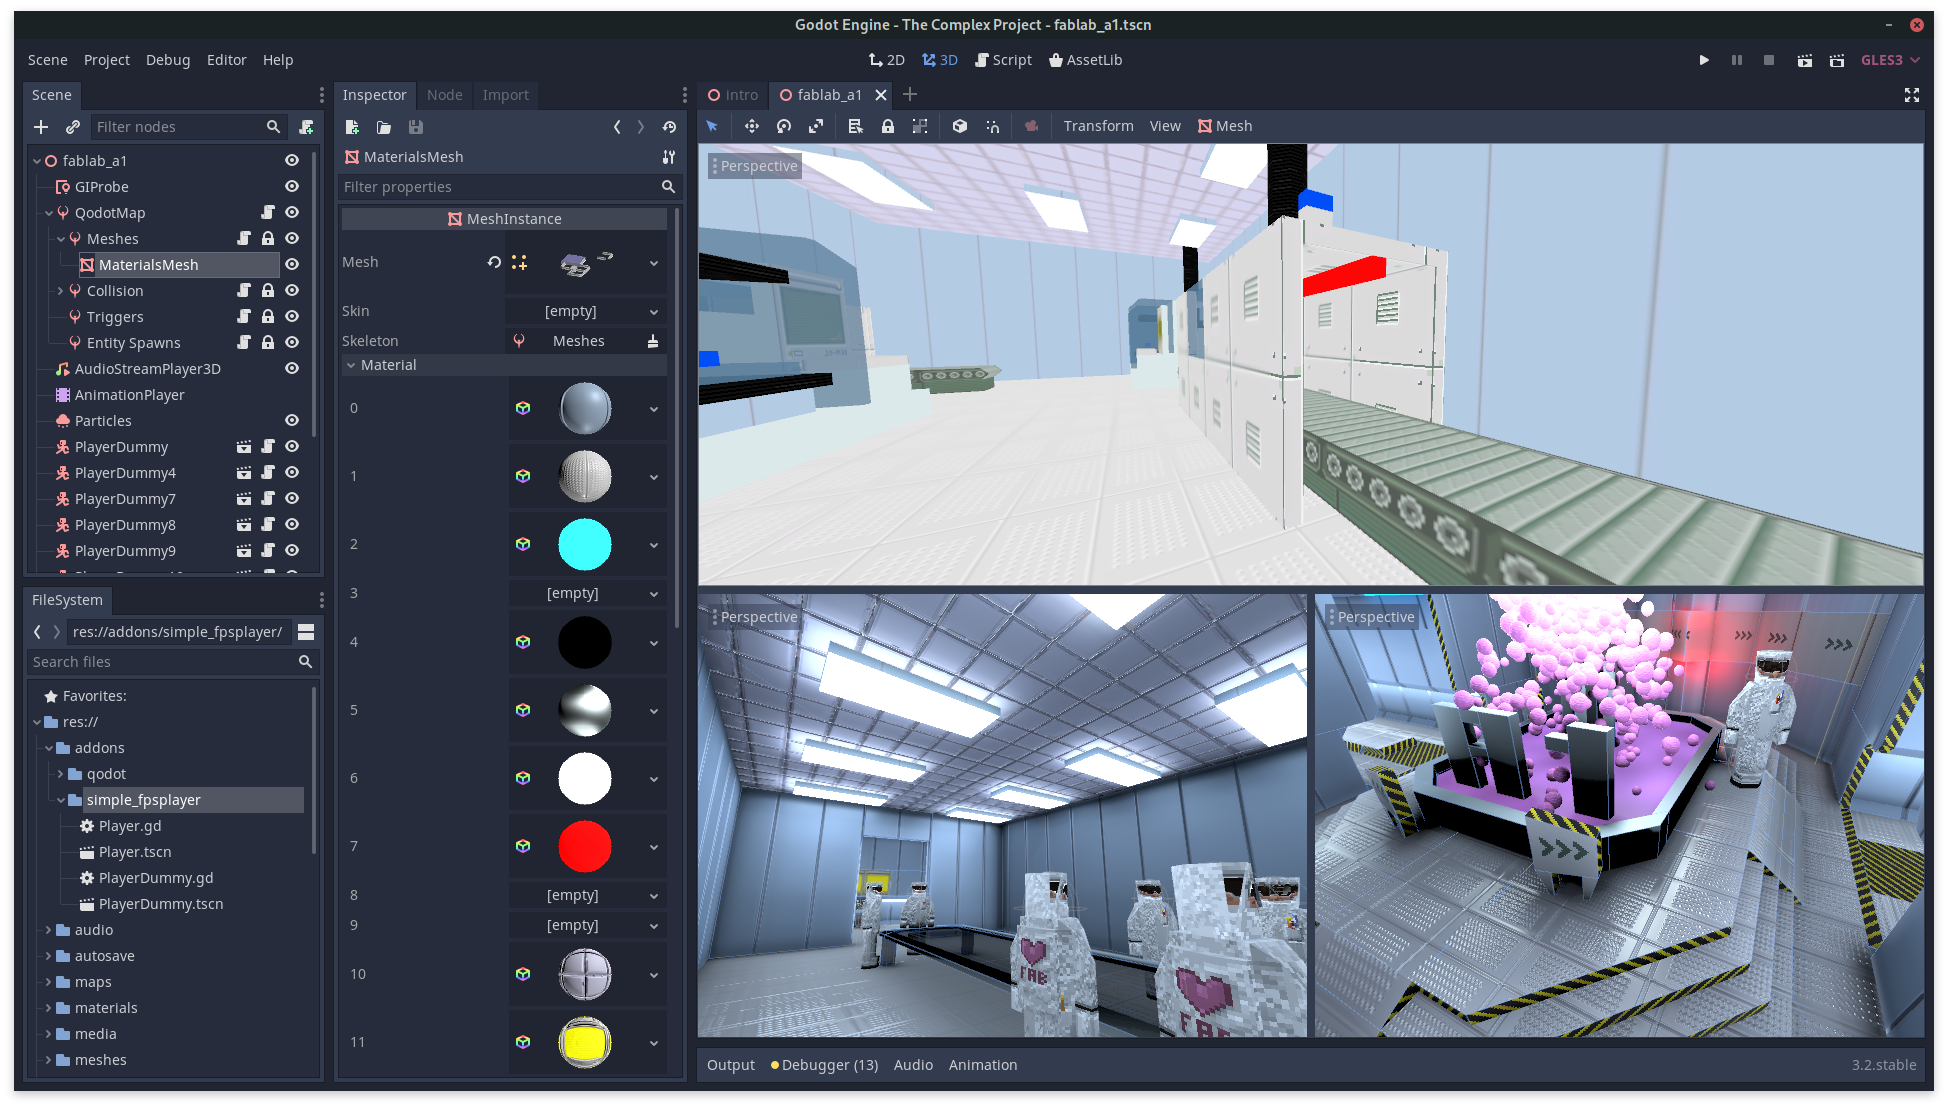 Godot Engine - The Complex Project - fablab_a1.tscn
Scene Project Debug Editor Help
2D 3D Script AssetLib
GLES3
Scene
Filter nodes
fablab_a1
GIProbe
QodotMap
Meshes
MaterialsMesh
Collision
Triggers
Entity Spawns
AudioStreamPlayer3D
AnimationPlayer
Particles
PlayerDummy
PlayerDummy4
PlayerDummy7
PlayerDummy8
PlayerDummy9
FileSystem
res://addons/simple_fpsplayer/
Search files
Favorites:
res://
addons
qodot
simple_fpsplayer
Player.gd
Player.tscn
PlayerDummy.gd
PlayerDummy.tscn
audio
autosave
maps
materials
media
meshes
Inspector Node Import
MaterialsMesh
Filter properties
MeshInstance
Mesh
Skin [empty]
Skeleton Meshes
Material
0
1
2
3 [empty]
4
5
6
7
8 [empty]
9 [empty]
10
11
intro fablab_a1
Transform View Mesh
Perspective
Perspective
FAB
FAB
Perspective
Output Debugger (13) Audio Animation
3.2.stable